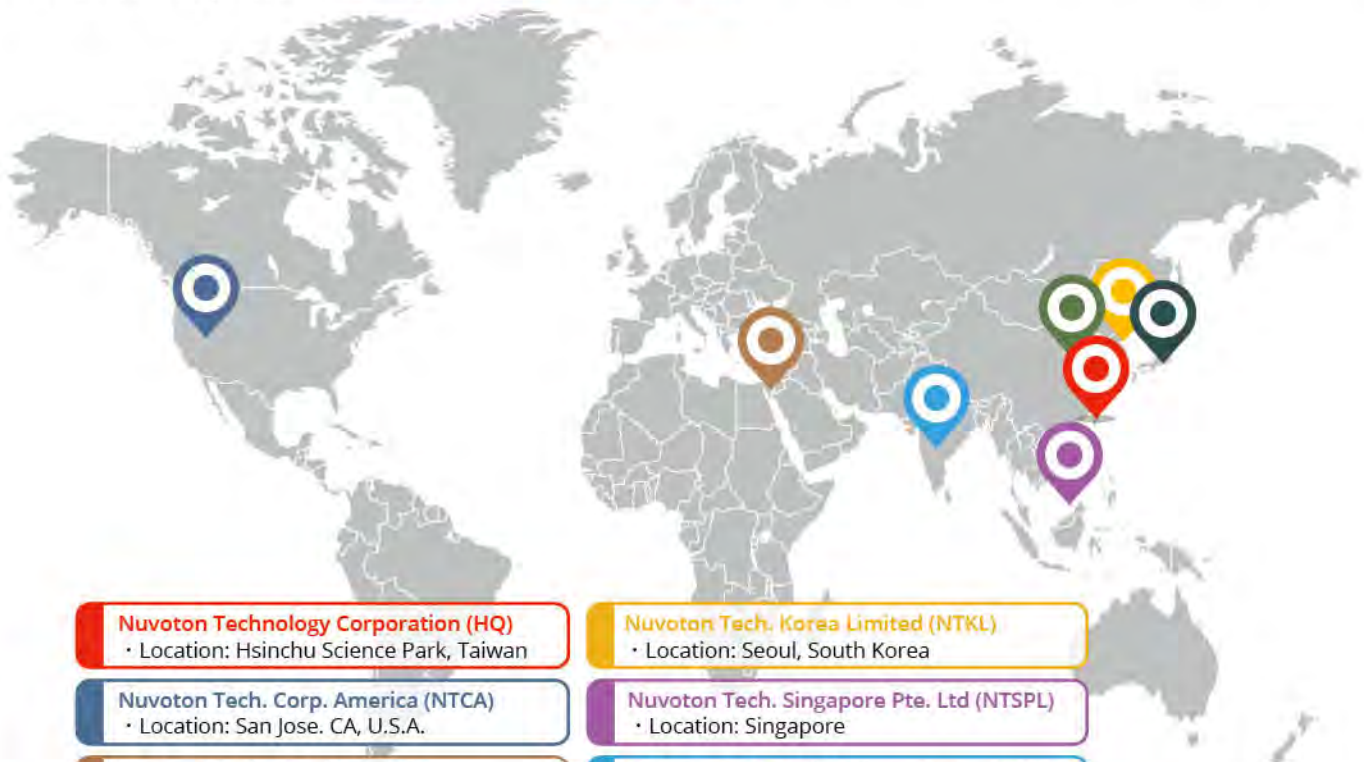 Nuvoton Technology Corporation (HQ)
· Location: Hsinchu Science Park, Taiwan
Nuvoton Tech. Korea Limited (NTKL)
· Location: Seoul, South Korea
Nuvoton Tech. Corp. America (NTCA)
· Location: San Jose. CA, U.S.A.
Nuvoton Tech. Singapore Pte. Ltd (NTSPL)
· Location: Singapore